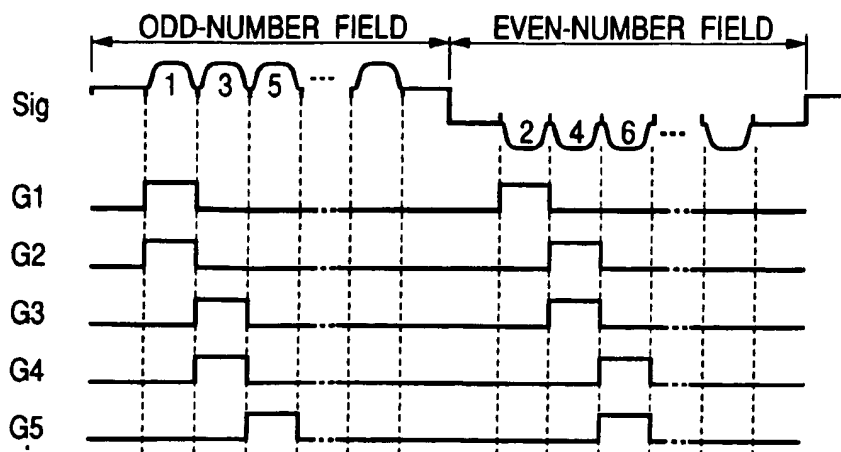 ODD-NUMBER FIELD EVEN-NUMBER FIELD
Sig 1 3 5 ... 2 4 6 ...
G1
G2
G3
G4
G5